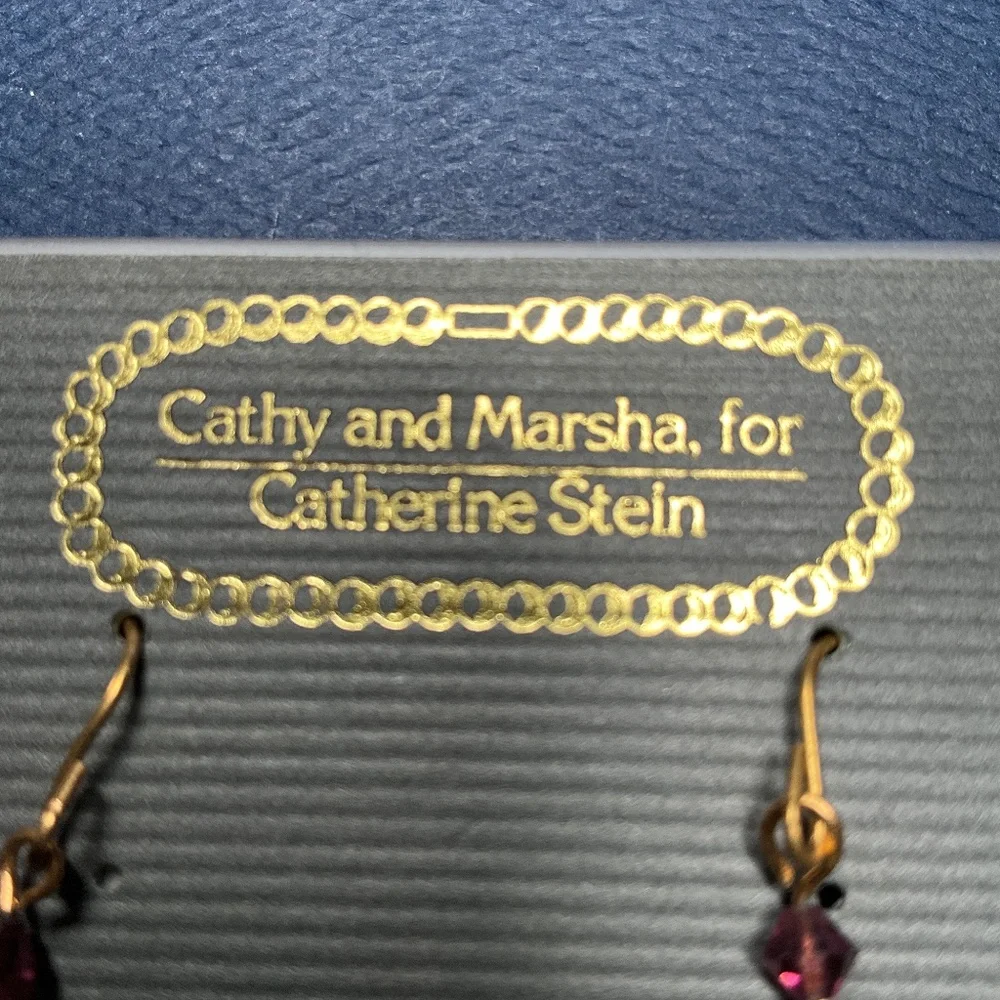 Cathy and Marsha, for
Catherine Stein